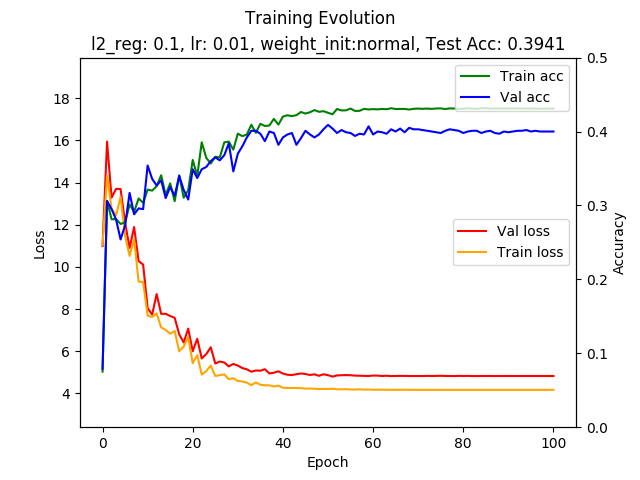 Training Evolution
l2_reg: 0.1, lr: 0.01, weight_init:normal, Test Acc: 0.3941
Train acc
Val acc
Val loss
Train loss
Loss
18
16
14
12
10
8
6
4
Accuracy
0.5
0.4
0.3
0.2
0.1
0.0
0
20
40
60
80
100
Epoch